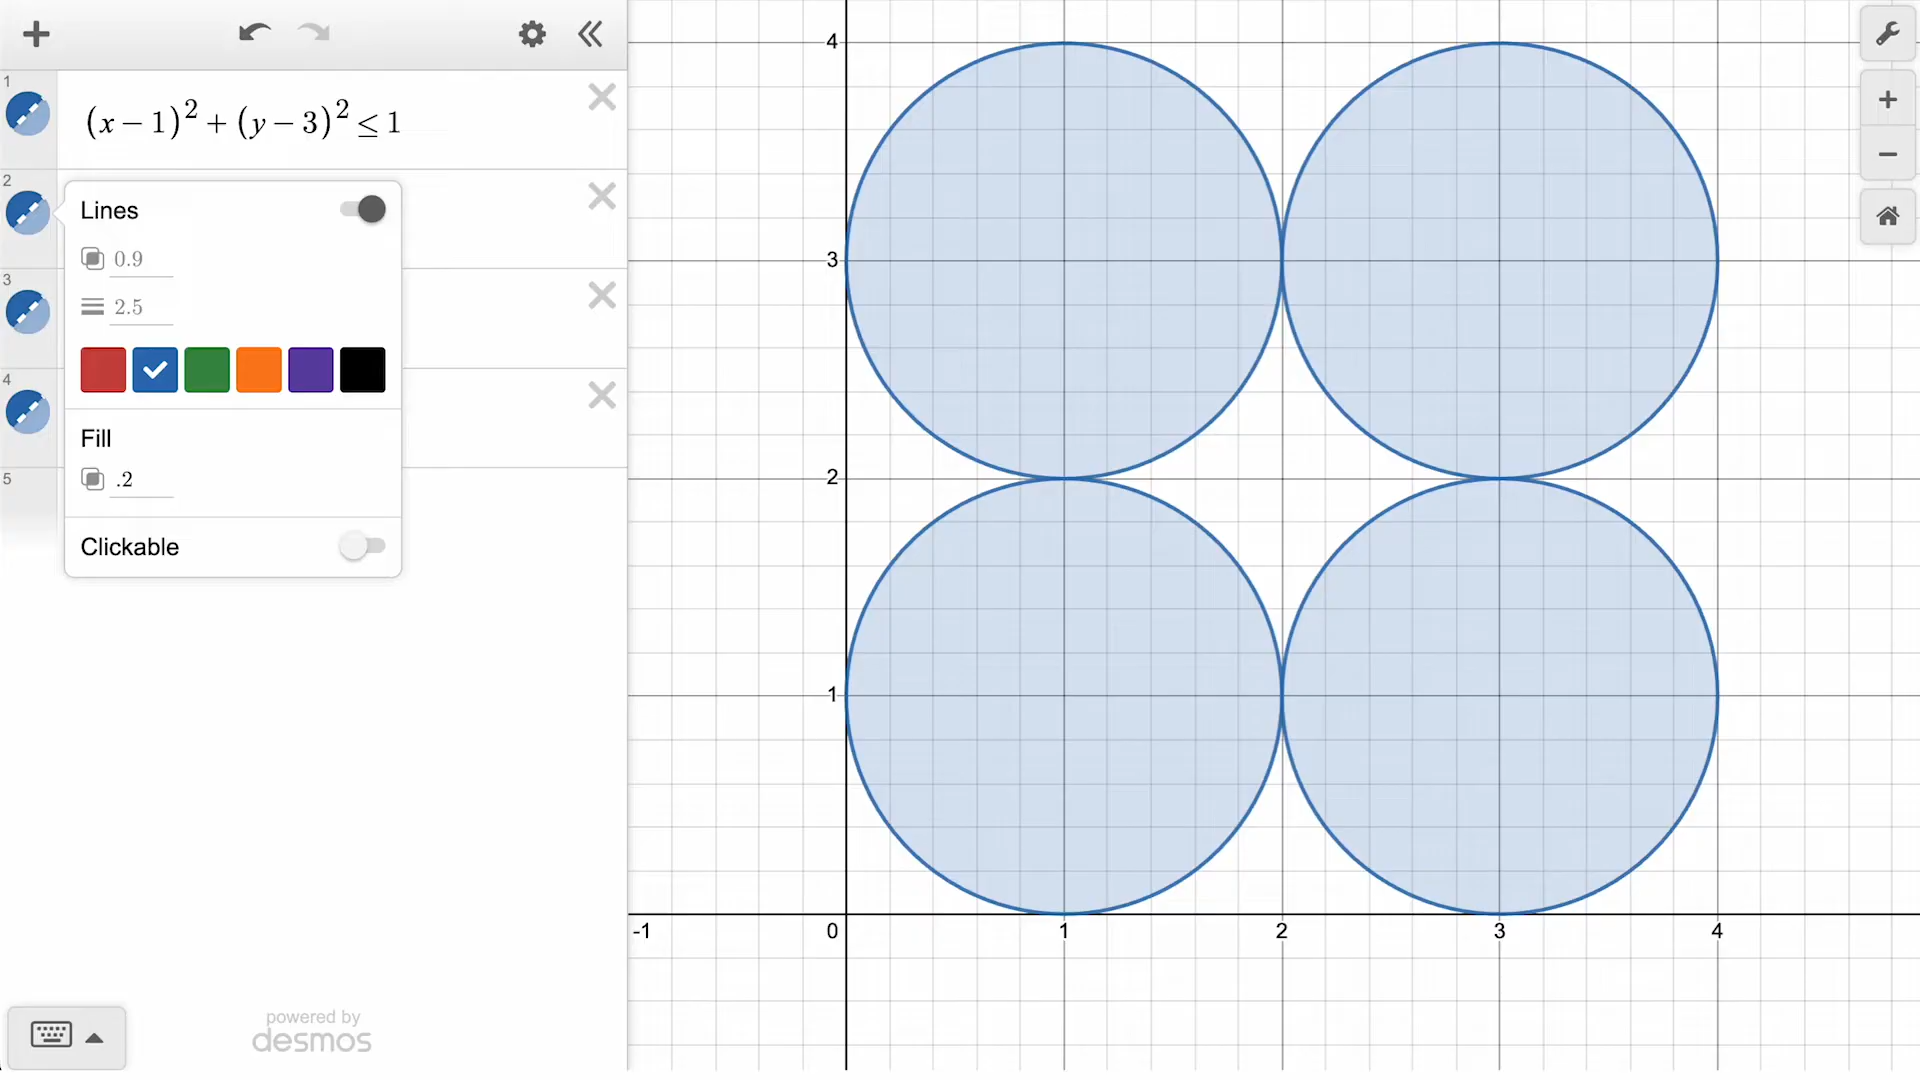 1
(x − 1)² + (y − 3)² ≤ 1
2
Lines
0.9
2.5
3
4
Fill
.2
5
Clickable
powered by
desmos
4
3
2
1
-1 0 1 2 3 4